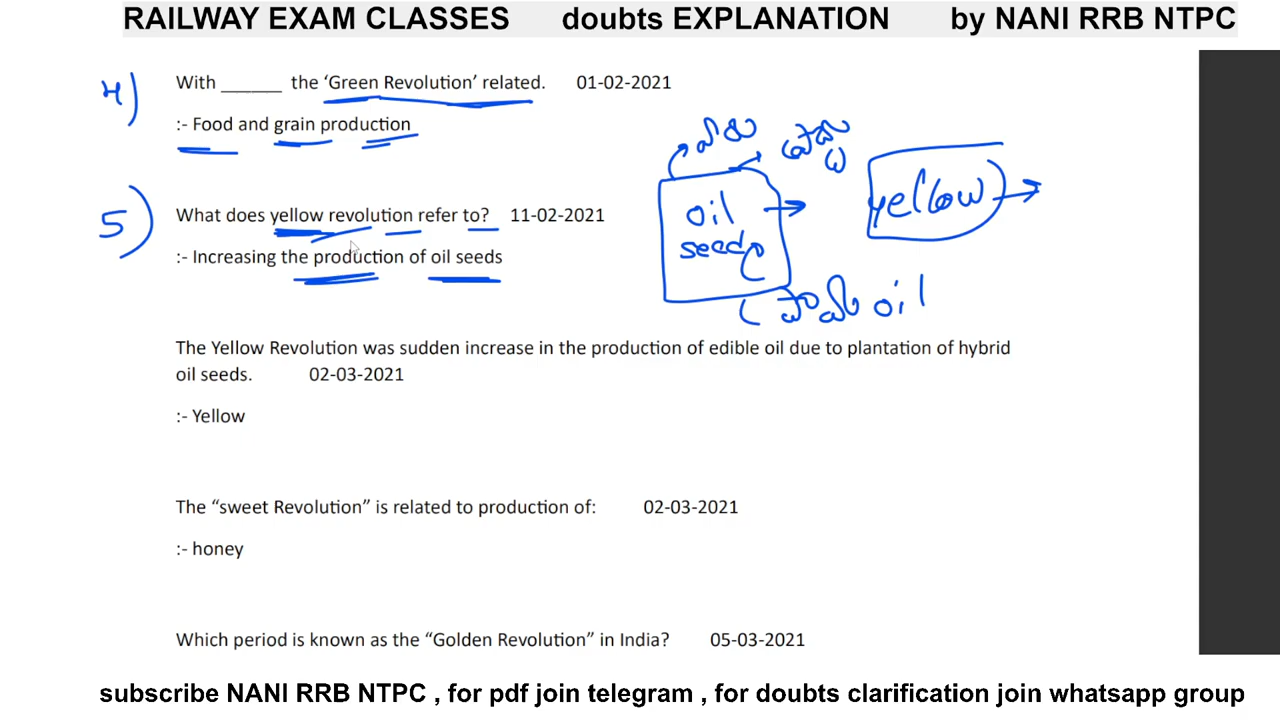 RAILWAY EXAM CLASSES doubts EXPLANATION by NANI RRB NTPC
4) With ______ the ‘Green Revolution’ related. 01-02-2021
:- Food and grain production
5) What does yellow revolution refer to? 11-02-2021
:- Increasing the production of oil seeds
oil
seeds
yellow
oil
The Yellow Revolution was sudden increase in the production of edible oil due to plantation of hybrid
oil seeds. 02-03-2021
:- Yellow
The “sweet Revolution” is related to production of: 02-03-2021
:- honey
Which period is known as the “Golden Revolution” in India? 05-03-2021
subscribe NANI RRB NTPC , for pdf join telegram , for doubts clarification join whatsapp group